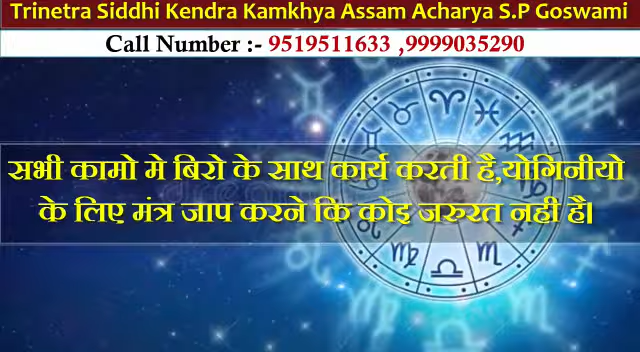 Trinetra Siddhi Kendra Kamkhya Assam Acharya S.P Goswami
Call Number :- 9519511633 ,9999035290
सभी कामो मे बिरो के साथ कार्य करती है,योगिनीयो
के लिए मंत्र जाप करने कि कोइ जरुरत नही है।